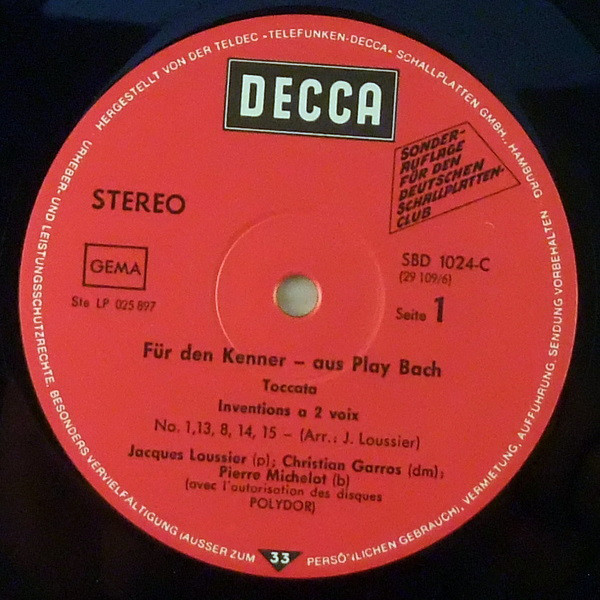 HERGESTELLT VON DER TELDEC »TELEFUNKEN-DECCA« SCHALLPLATTEN GMBH., HAMBURG
DECCA
SONDER-
AUFLAGE
FÜR DEN
DEUTSCHEN
SCHALLPLATTEN-
CLUB
STEREO
GEMA
Ste LP 025 897
SBD 1024-C
(29 109/6)
Seite 1
Für den Kenner – aus Play Bach
Toccata
Inventions a 2 voix
No. 1,13, 8, 14, 15 – (Arr.: J. Loussier)
Jacques Loussier (p); Christian Garros (dm);
Pierre Michelot (b)
(avec l'autorisation des disques
POLYDOR)
URHEBER- UND LEISTUNGSSCHUTZRECHTE, BESONDERS VERVIELFALTIGUNG (AUSSER ZUM PERSÖNLICHEN GEBRAUCH), VERMIETUNG, AUFFÜHRUNG, SENDUNG VORBEHALTEN
33